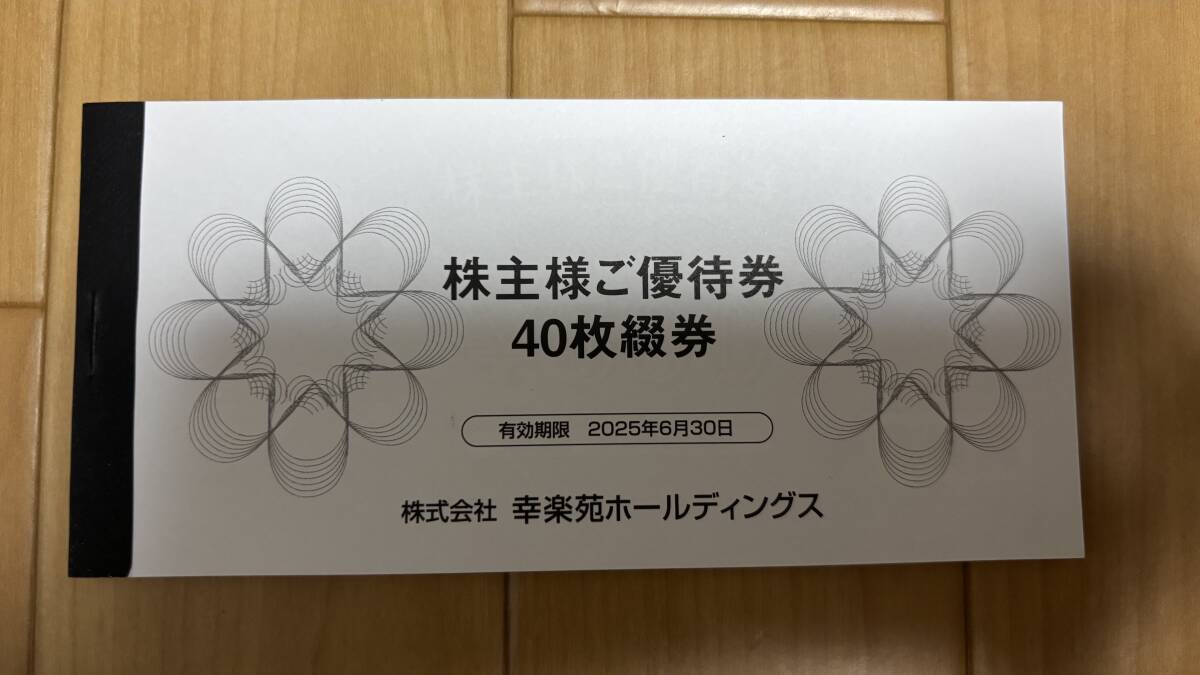 株主様ご優待券
40枚綴券
有効期限 2025年6月30日
株式会社 幸楽苑ホールディングス